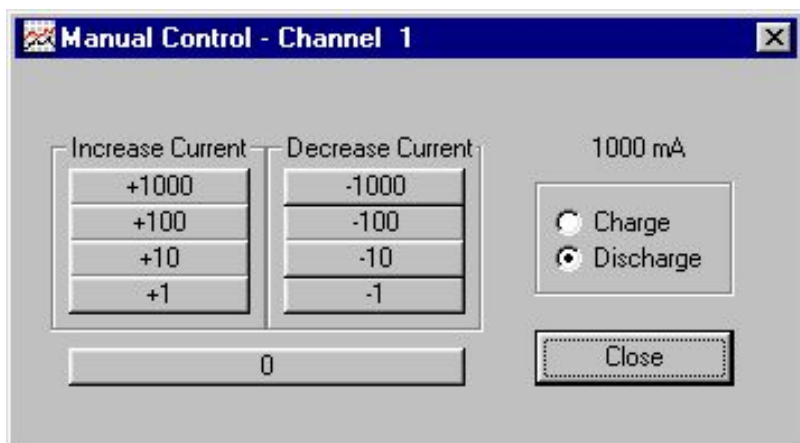 Manual Control - Channel 1
Increase Current
+1000
+100
+10
+1
Decrease Current
-1000
-100
-10
-1
0
1000 mA
Charge
Discharge
Close